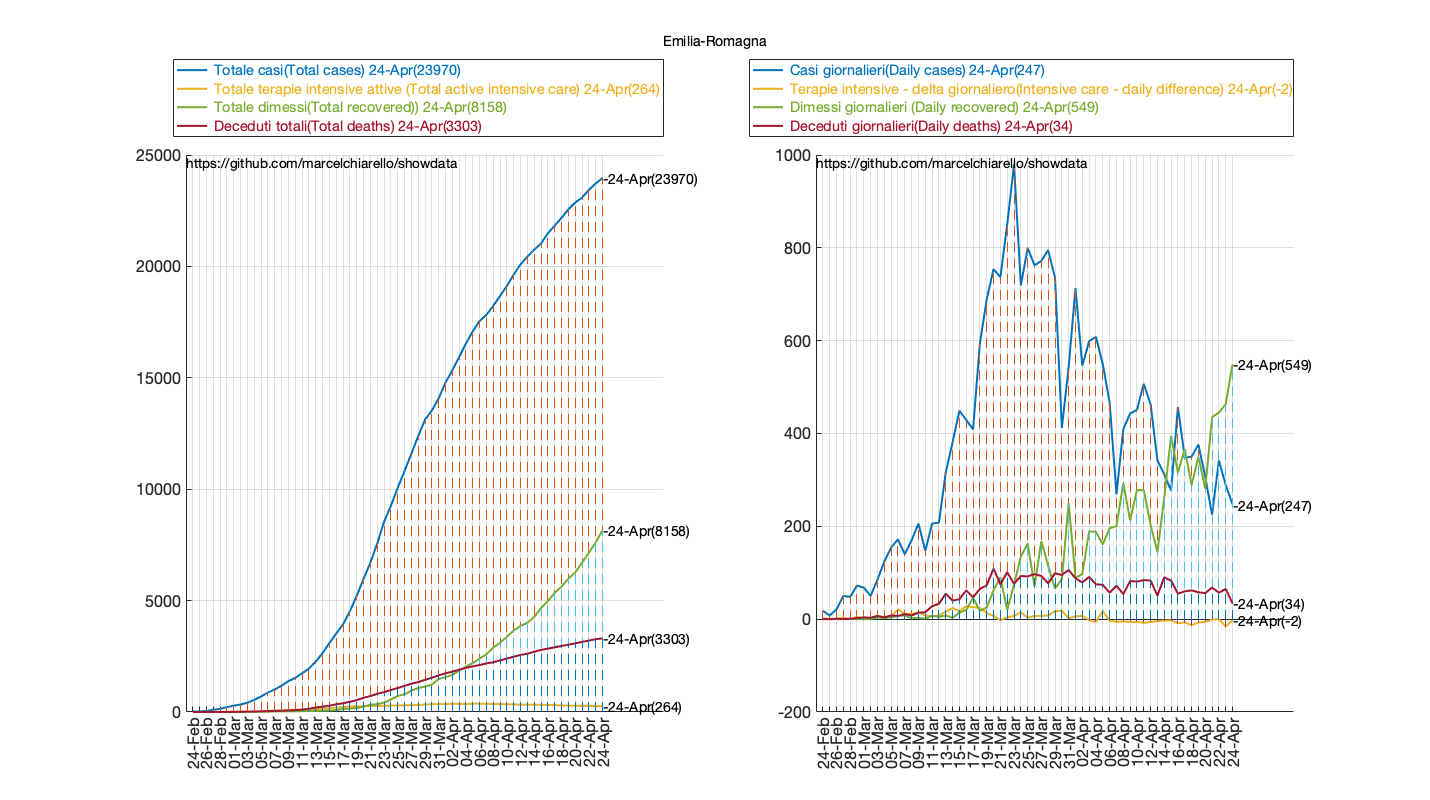 Emilia-Romagna
Totale casi(Total cases) 24-Apr(23970)
Totale terapie intensive attive (Total active intensive care) 24-Apr(264)
Totale dimessi(Total recovered)) 24-Apr(8158)
Deceduti totali(Total deaths) 24-Apr(3303)
25000
https://github.com/marcelchiarello/showdata
24-Apr(23970)
20000
15000
10000
24-Apr(8158)
5000
24-Apr(3303)
24-Apr(264)
0
24-Feb
26-Feb
28-Feb
01-Mar
03-Mar
05-Mar
07-Mar
09-Mar
11-Mar
13-Mar
15-Mar
17-Mar
19-Mar
21-Mar
23-Mar
25-Mar
27-Mar
29-Mar
31-Mar
02-Apr
04-Apr
06-Apr
08-Apr
10-Apr
12-Apr
14-Apr
16-Apr
18-Apr
20-Apr
22-Apr
24-Apr
Casi giornalieri(Daily cases) 24-Apr(247)
Terapie intensive - delta giornaliero(Intensive care - daily difference) 24-Apr(-2)
Dimessi giornalieri (Daily recovered) 24-Apr(549)
Deceduti giornalieri(Daily deaths) 24-Apr(34)
1000
https://github.com/marcelchiarello/showdata
800
600
24-Apr(549)
400
24-Apr(247)
200
24-Apr(34)
24-Apr(-2)
0
-200
24-Feb
26-Feb
28-Feb
01-Mar
03-Mar
05-Mar
07-Mar
09-Mar
11-Mar
13-Mar
15-Mar
17-Mar
19-Mar
21-Mar
23-Mar
25-Mar
27-Mar
29-Mar
31-Mar
02-Apr
04-Apr
06-Apr
08-Apr
10-Apr
12-Apr
14-Apr
16-Apr
18-Apr
20-Apr
22-Apr
24-Apr